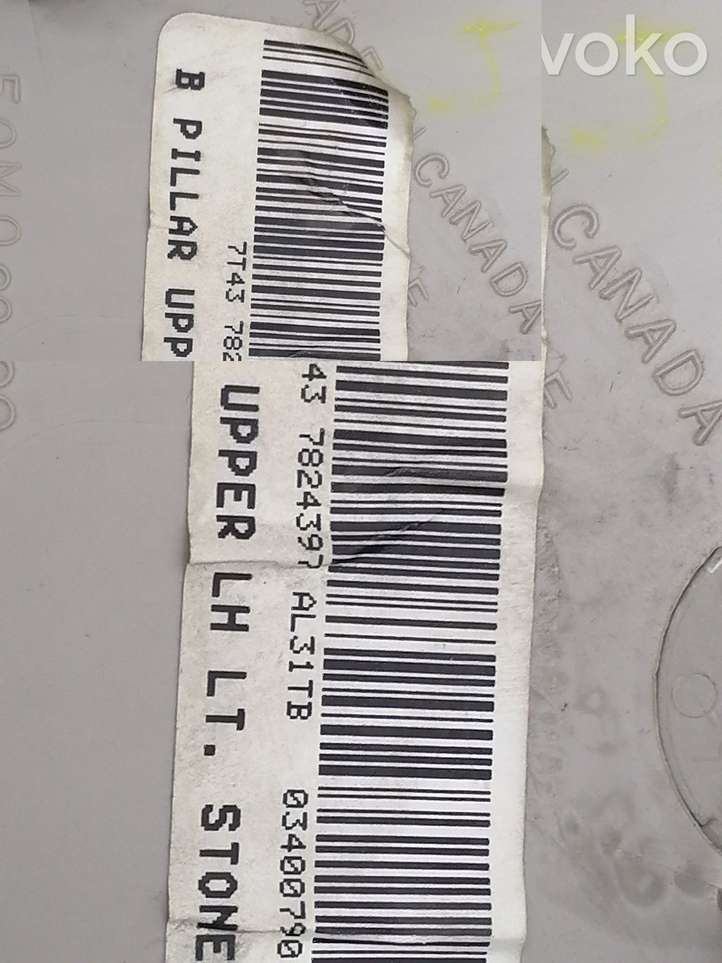 voko
B PILLAR UPP
7T43 782
UPPER LH LT. STONE
43 7824397 AL31TB 03400790
CANADA
CANADA